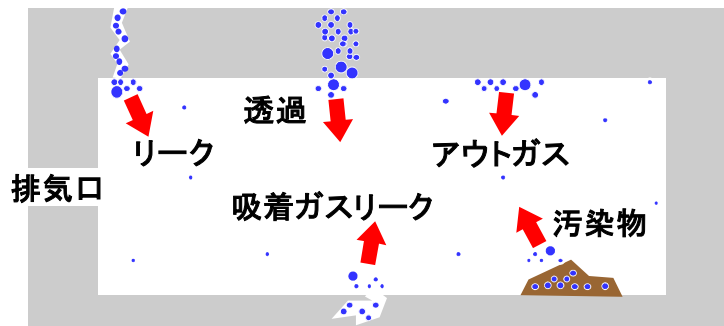 透過
リーク
アウトガス
排気口
吸着ガスリーク
汚染物